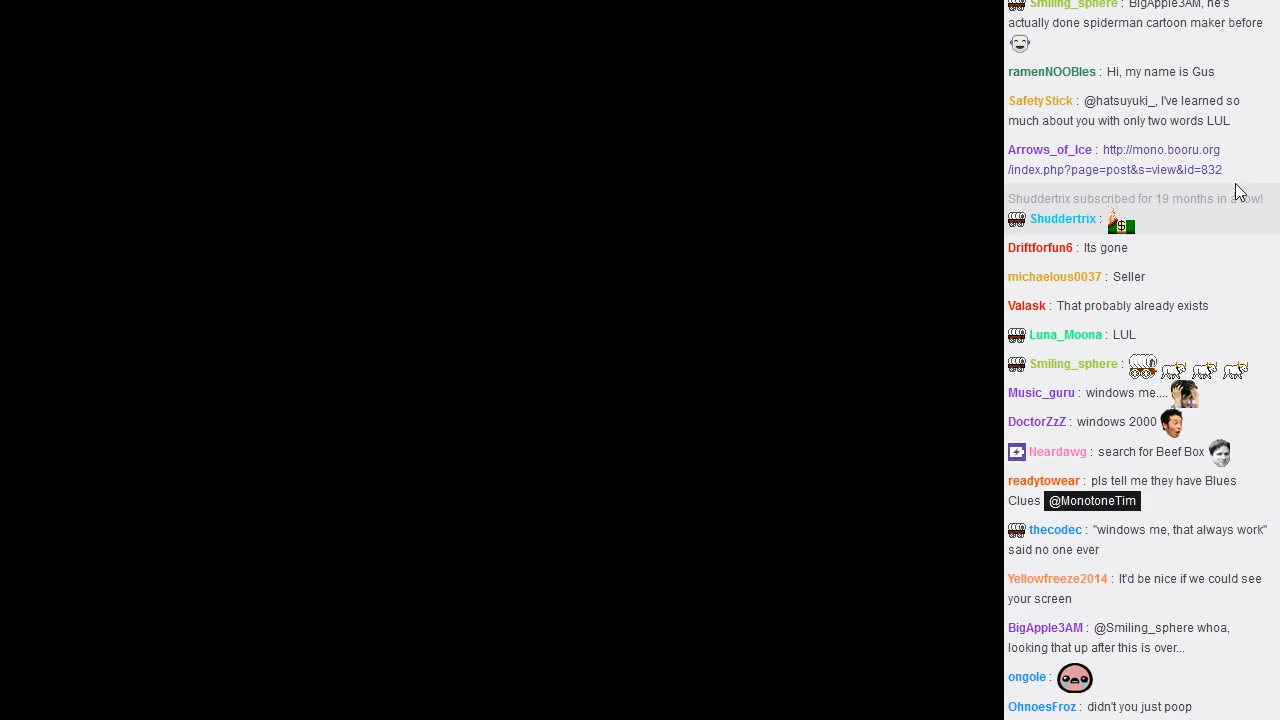 Smiling_sphere : BigApple3AM, he's
actually done spiderman cartoon maker before
ramenNOOBles : Hi, my name is Gus
SafetyStick : @hatsuyuki_, I've learned so
much about you with only two words LUL
Arrows_of_Ice : http://mono.booru.org
/index.php?page=post&s=view&id=832
Shuddertrix subscribed for 19 months in a row!
Shuddertrix :
Driftforfun6 : Its gone
michaelous0037 : Seller
Valask : That probably already exists
Luna_Moona : LUL
Smiling_sphere :
Music_guru : windows me....
DoctorZzZ : windows 2000
Neardawg : search for Beef Box
readytowear : pls tell me they have Blues
Clues @MonotoneTim
thecodec : "windows me, that always work"
said no one ever
Yellowfreeze2014 : It'd be nice if we could see
your screen
BigApple3AM : @Smiling_sphere whoa,
looking that up after this is over...
ongole :
OhnoesFroz : didn't you just poop